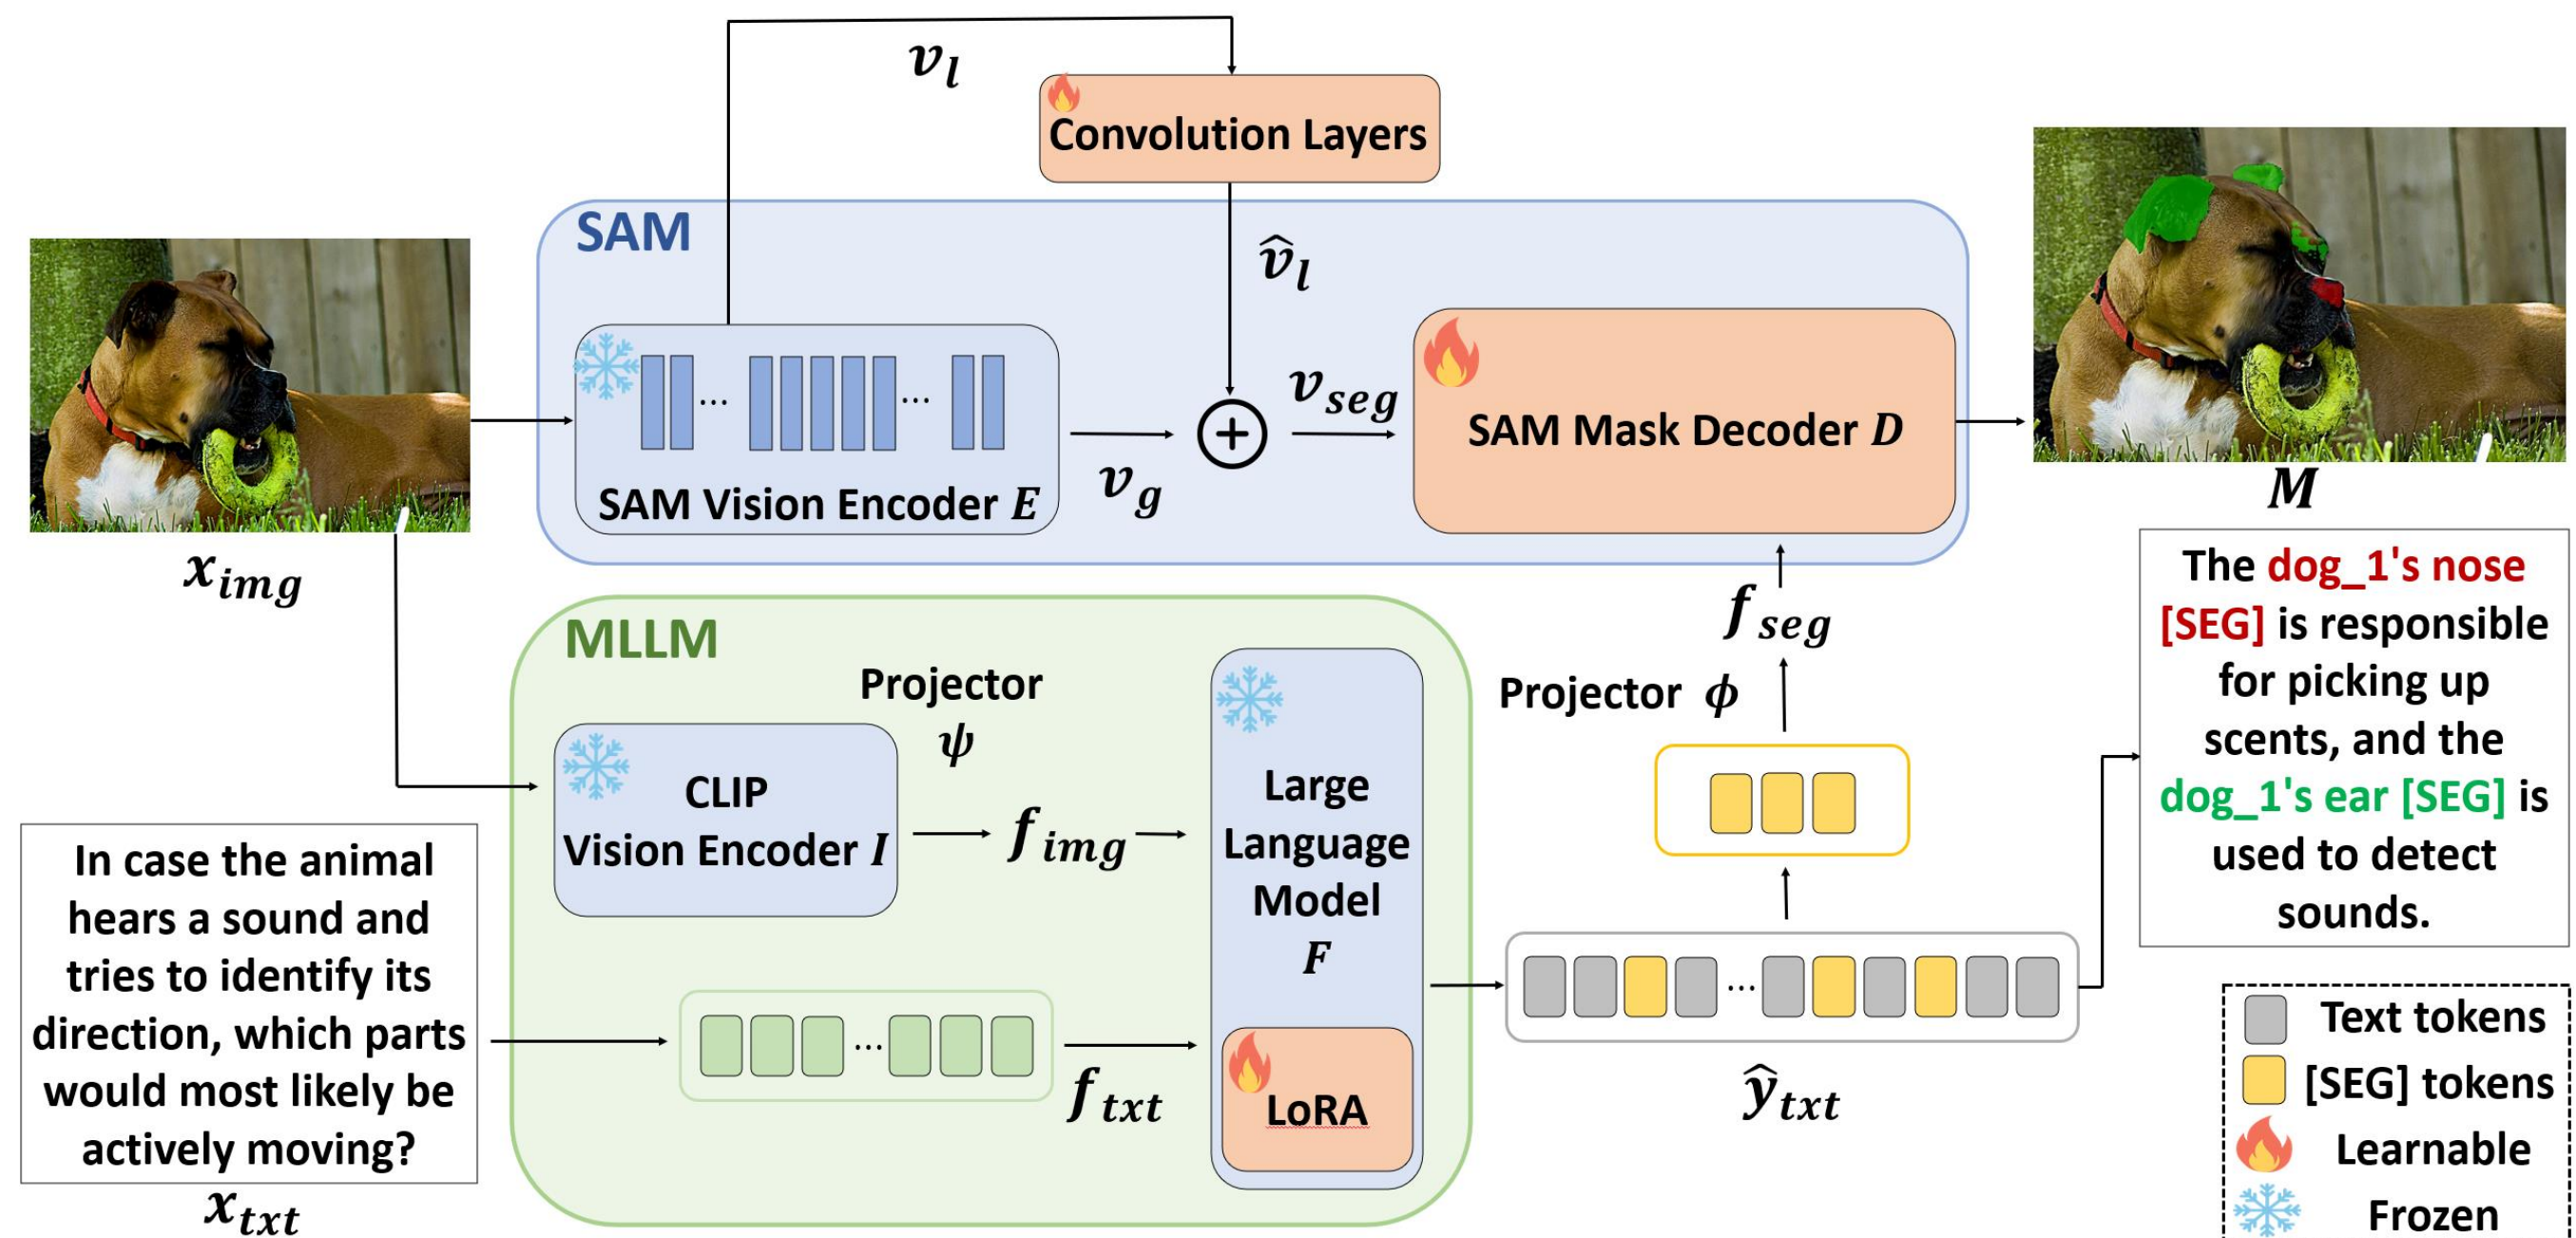 v_l
Convolution Layers
SAM
v̂_l
SAM Vision Encoder E
v_g
+
v_seg
SAM Mask Decoder D
M
x_img
MLLM
Projector
ψ
CLIP
Vision Encoder I
f_img
Large
Language
Model
F
LoRA
f_txt
...
In case the animal
hears a sound and
tries to identify its
direction, which parts
would most likely be
actively moving?
x_txt
f_seg
Projector ϕ
...
ŷ_txt
The dog_1's nose
[SEG] is responsible
for picking up
scents, and the
dog_1's ear [SEG] is
used to detect
sounds.
Text tokens
[SEG] tokens
Learnable
Frozen